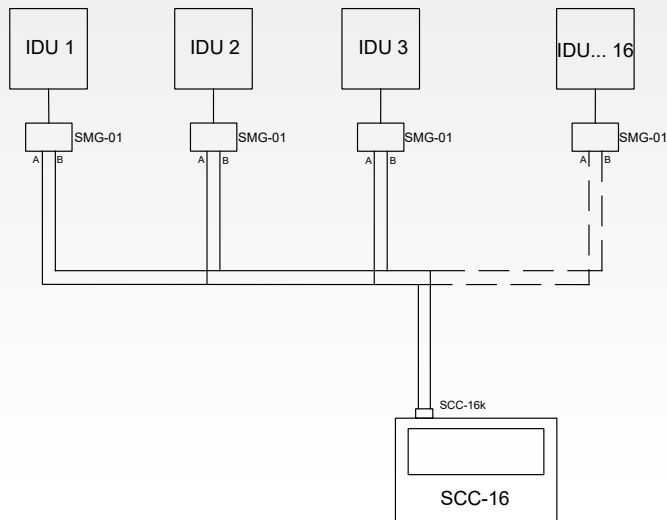 IDU 1
IDU 2
IDU 3
IDU... 16
SMG-01
SMG-01
SMG-01
SMG-01
A B
A B
A B
A B
SCC-16k
SCC-16